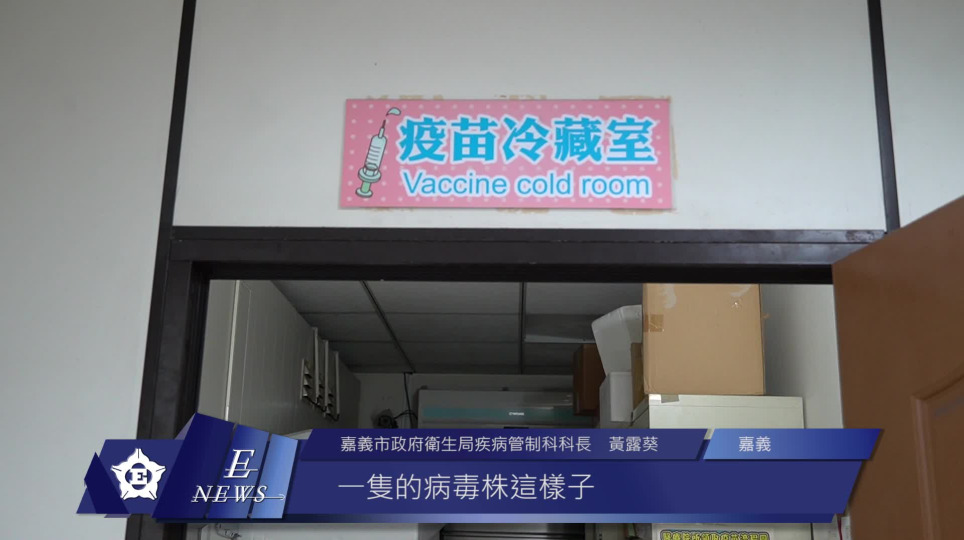 疫苗冷藏室
Vaccine cold room
嘉義市政府衛生局疾病管制科科長 黃露葵
嘉義
E
E
NEWS
一隻的病毒株這樣子